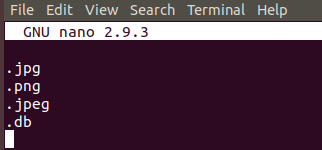 File Edit View Search Terminal Help
GNU nano 2.9.3
.jpg
.png
.jpeg
.db